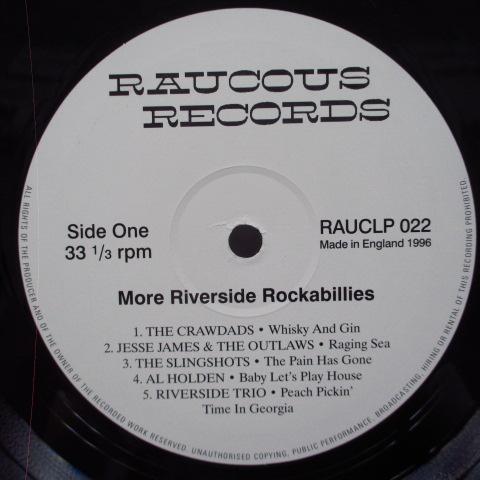 RAUCOUS
RECORDS
Side One
33 1/3 rpm
RAUCLP 022
Made in England 1996
More Riverside Rockabillies
1. THE CRAWDADS • Whisky And Gin
2. JESSE JAMES & THE OUTLAWS • Raging Sea
3. THE SLINGSHOTS • The Pain Has Gone
4. AL HOLDEN • Baby Let's Play House
5. RIVERSIDE TRIO • Peach Pickin'
Time In Georgia
ALL RIGHTS OF THE PRODUCER AND OF THE OWNER OF THE RECORDED WORK RESERVED. UNAUTHORISED COPYING, PUBLIC PERFORMANCE, BROADCASTING, HIRING OR RENTAL OF THIS RECORDING PROHIBITED.